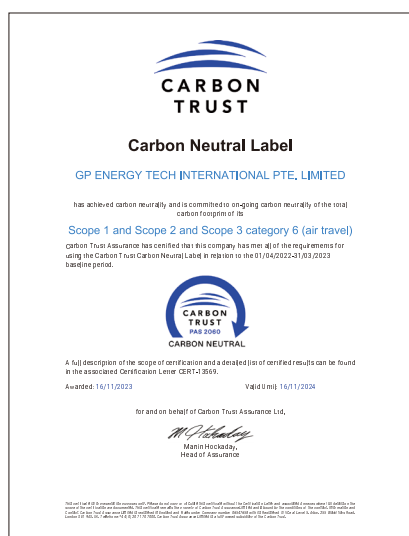 CARBON
TRUST
Carbon Neutral Label
GP ENERGY TECH INTERNATIONAL PTE. LIMITED
has achieved carbon neutrality and is committed to on-going carbon neutrality of the total
carbon footprint of its
Scope 1 and Scope 2 and Scope 3 category 6 (air travel)
Carbon Trust Assurance has certified that this company has met all of the requirements for
using the Carbon Trust Carbon Neutral Label in relation to the 01/04/2022-31/03/2023
baseline period.
CARBON
TRUST
PAS 2060
CARBON NEUTRAL
A full description of the scope of certification and a detailed list of certified results can be found
in the associated Certification Letter CERT-13569.
Awarded: 16/11/2023 Valid Until: 16/11/2024
for and on behalf of Carbon Trust Assurance Ltd,
M Hockaday
Martin Hockaday,
Head of Assurance